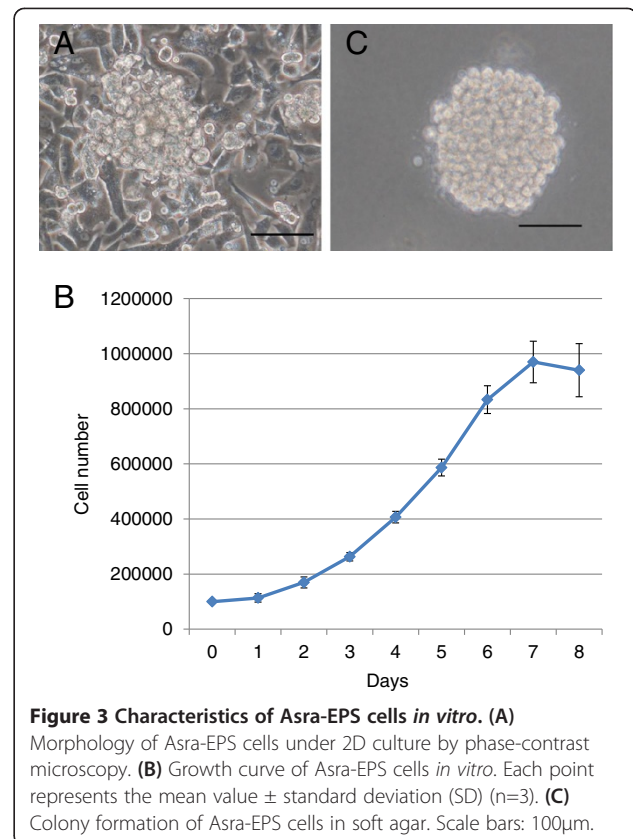 A
C
B
1200000
1000000
800000
600000
400000
200000
0
Cell number
0 1 2 3 4 5 6 7 8
Days
Figure 3 Characteristics of Asra-EPS cells in vitro. (A)
Morphology of Asra-EPS cells under 2D culture by phase-contrast
microscopy. (B) Growth curve of Asra-EPS cells in vitro. Each point
represents the mean value ± standard deviation (SD) (n=3). (C)
Colony formation of Asra-EPS cells in soft agar. Scale bars: 100μm.